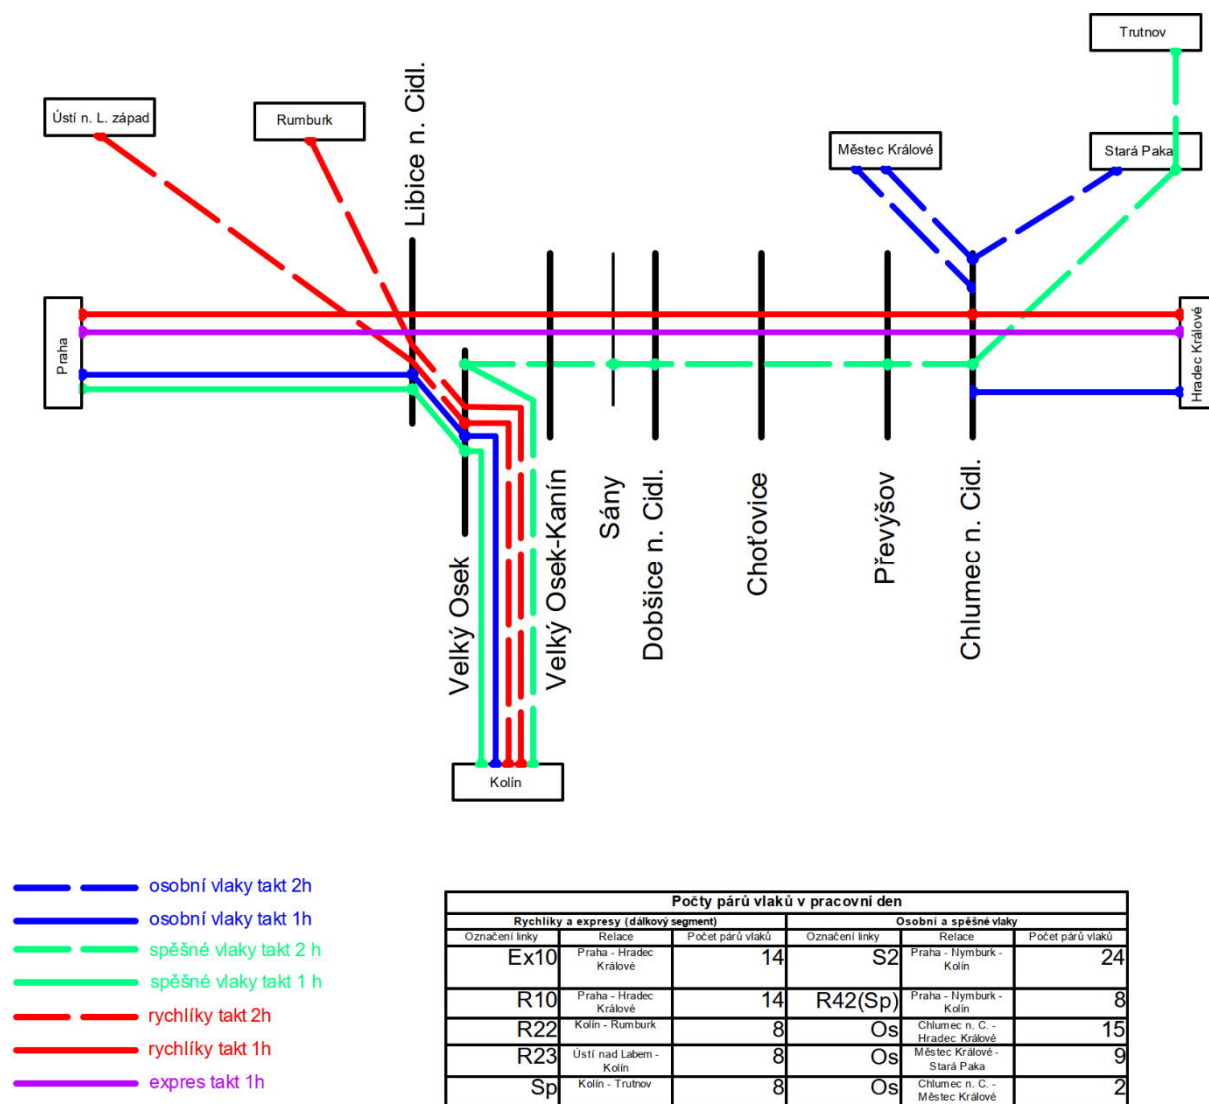 Trutnov
Ústí n. L. západ
Rumburk
Libice n. Cidl.
Městec Králové
Stará Paka
Praha
Hradec Králové
Velký Osek
Velký Osek-Kanín
Sány
Dobšice n. Cidl.
Choťovice
Převýšov
Chlumec n. Cidl.
Kolín
osobní vlaky takt 2h
osobní vlaky takt 1h
spěšné vlaky takt 2 h
spěšné vlaky takt 1 h
rychlíky takt 2h
rychlíky takt 1h
expres takt 1h
Počty párů vlaků v pracovní den
Rychlíky a expresy (dálkový segment) Osobní a spěšné vlaky
Označení linky Relace Počet párů vlaků Označení linky Relace Počet párů vlaků
Ex10 Praha - Hradec Králové 14 S2 Praha - Nymburk - Kolín 24
R10 Praha - Hradec Králové 14 R42(Sp) Praha - Nymburk - Kolín 8
R22 Kolín - Rumburk 8 Os Chlumec n. C. - Hradec Králové 15
R23 Ústí nad Labem - Kolín 8 Os Městec Králové - Stará Paka 9
Sp Kolín - Trutnov 8 Os Chlumec n. C. - Městec Králové 2